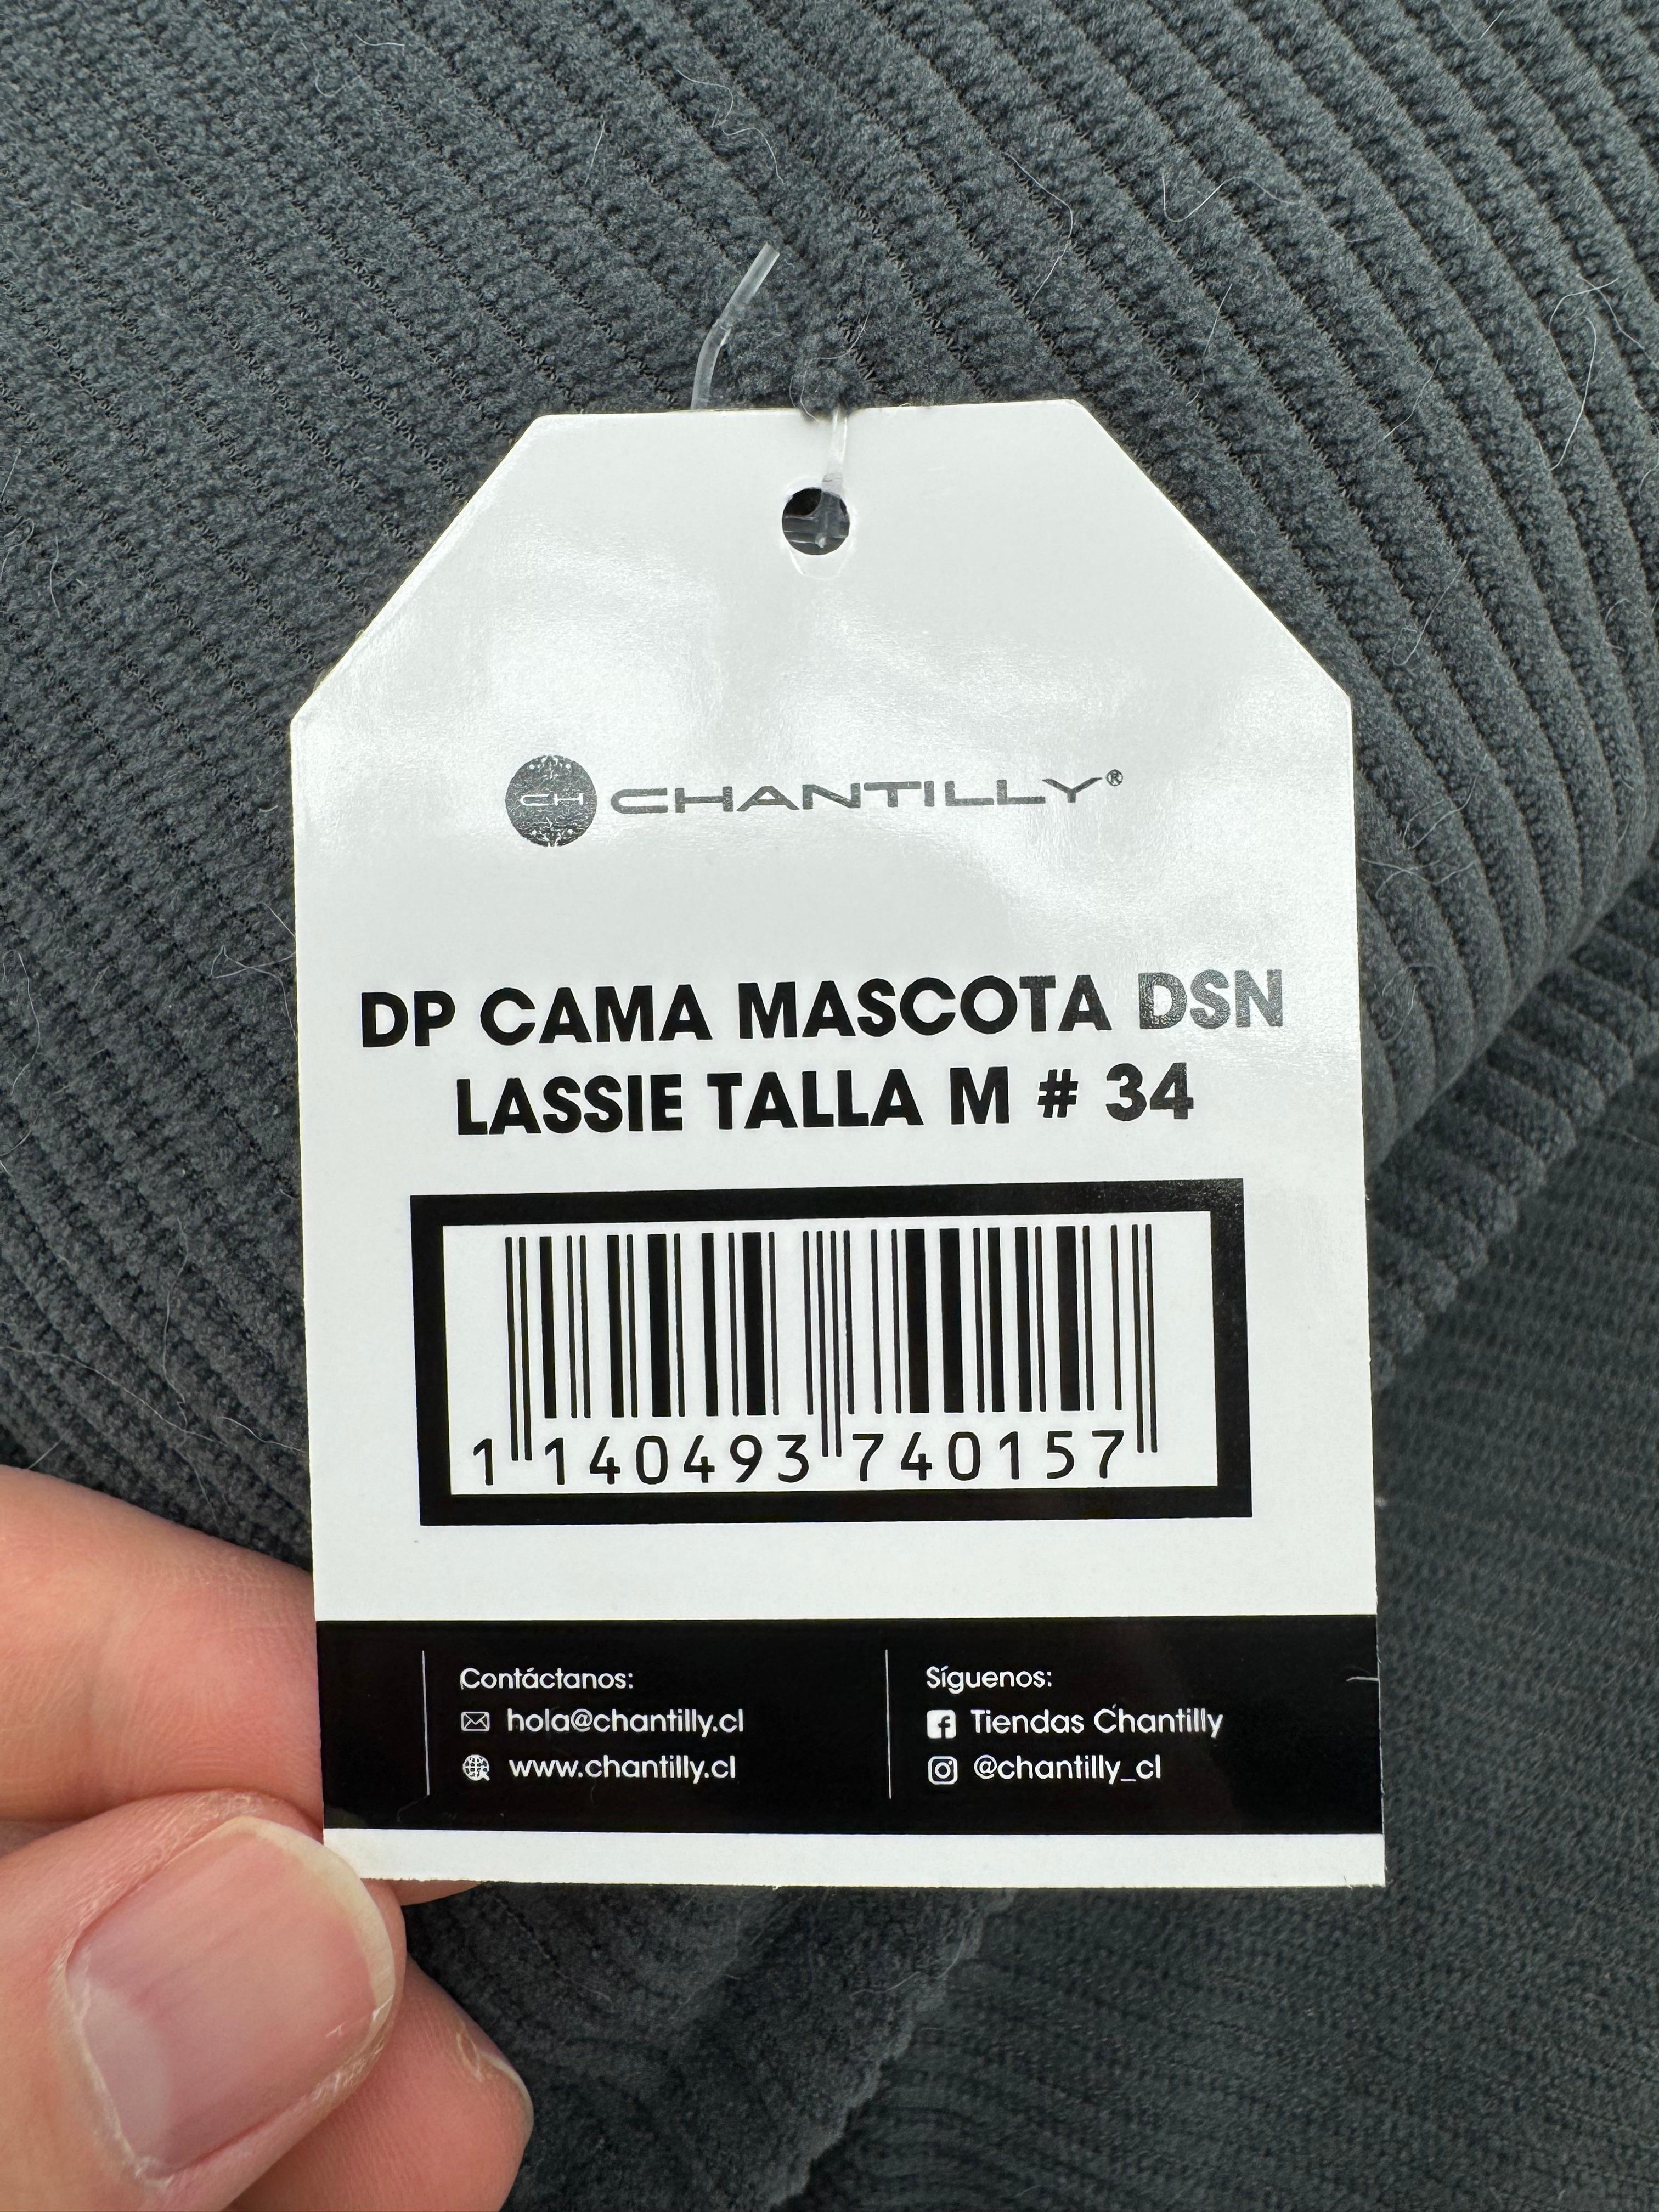 CH CHANTILLY®
DP CAMA MASCOTA DSN
LASSIE TALLA M # 34
1 140493 740157
Contáctanos:
hola@chantilly.cl
www.chantilly.cl
Síguenos:
Tiendas Chantilly
@chantilly_cl